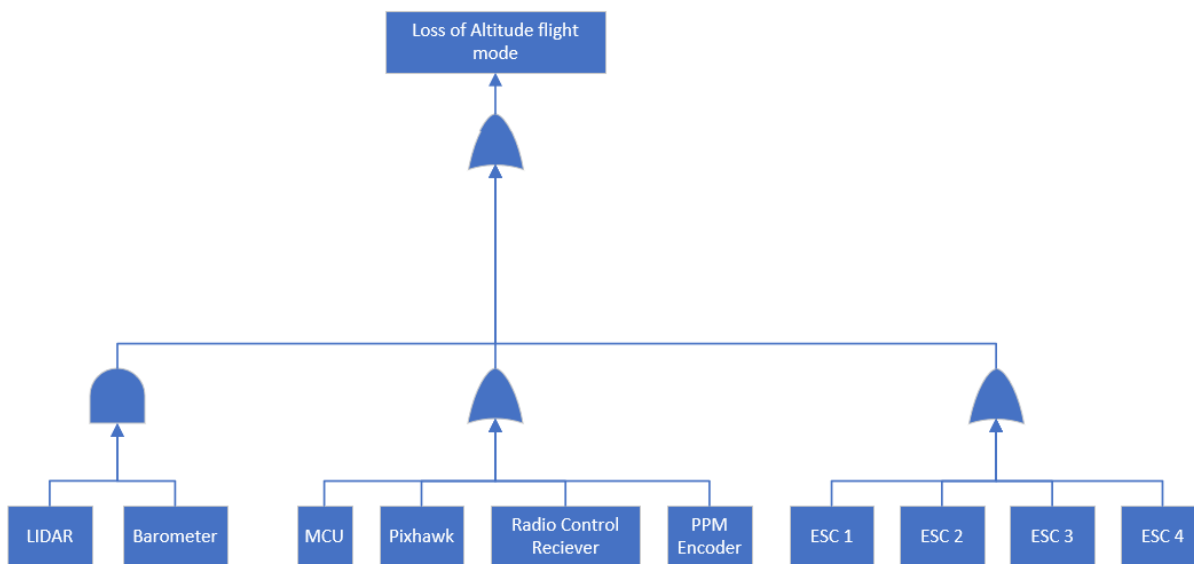 Loss of Altitude flight
mode
LIDAR
Barometer
MCU
Pixhawk
Radio Control
Reciever
PPM
Encoder
ESC 1
ESC 2
ESC 3
ESC 4